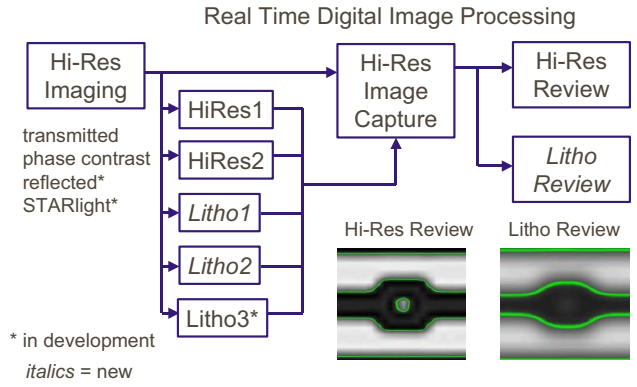 Real Time Digital Image Processing
Hi-Res
Imaging
transmitted
phase contrast
reflected*
STARlight*
HiRes1
HiRes2
Litho1
Litho2
Litho3*
Hi-Res
Image
Capture
Hi-Res
Review
Litho
Review
Hi-Res Review
Litho Review
* in development
italics = new